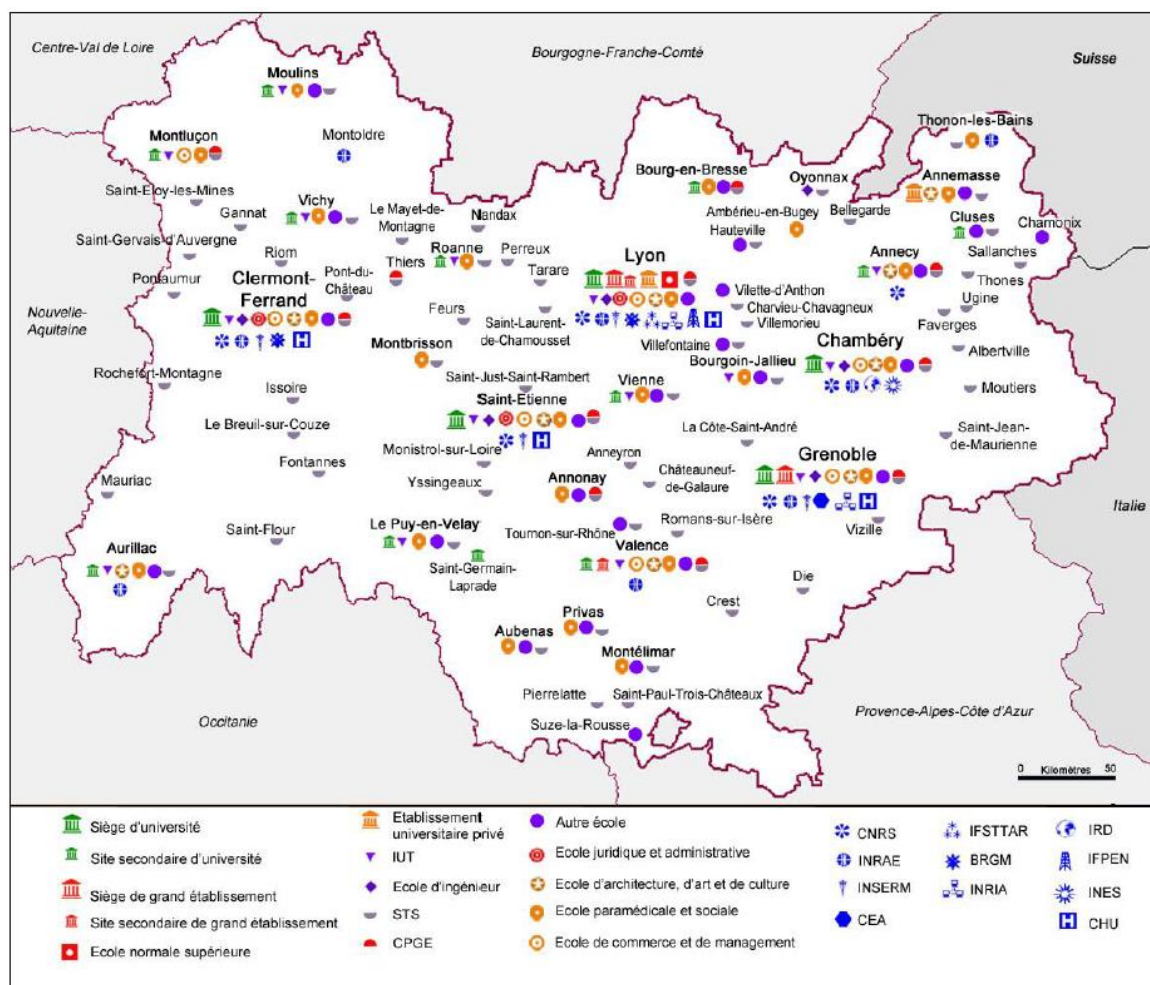 Centre-Val de Loire
Bourgogne-Franche-Comté
Suisse
Moulins
Thonon-les-Bains
Montluçon
Montoldre
Bourg-en-Bresse
Oyonnax
Annemasse
Saint-Eloy-les-Mines
Vichy
Le Mayet-de-
Montagne
Nandax
Ambérieu-en-Bugey
Bellegarde
Cluses
Chamonix
Gannat
Hauteville
Saint-Gervais-d'Auvergne
Roanne
Perreux
Lyon
Annecy
Sallanches
Riom
Thiers
Tarare
Thônes
Pontaumur
Clermont-
Ferrand
Pont-du-
Château
Vilette-d'Anthon
Ugine
Nouvelle-
Aquitaine
Feurs
Saint-Laurent-
de-Chamousset
Charvieu-Chavagneux
Villemorieu
Faverges
Montbrisson
Villefontaine
Chambéry
Albertville
Rochefort-Montagne
Bourgoin-Jallieu
Issoire
Saint-Just-Saint-Rambert
Vienne
Moutiers
Saint-Etienne
Le Breuil-sur-Couze
La Côte-Saint-André
Saint-Jean-
de-Maurienne
Monistrol-sur-Loire
Anneyron
Grenoble
Fontannes
Châteauneuf-
de-Galaure
Mauriac
Yssingeaux
Annonay
Italie
Saint-Flour
Le Puy-en-Velay
Tournon-sur-Rhône
Romans-sur-Isère
Vizille
Aurillac
Saint-Germain-
Laprade
Valence
Die
Crest
Privas
Aubenas
Montélimar
Pierrelatte
Saint-Paul-Trois-Châteaux
Occitanie
Suze-la-Rousse
Provence-Alpes-Côte d'Azur
0 Kilomètres 50
Siège d'université
Site secondaire d'université
Siège de grand établissement
Site secondaire de grand établissement
Ecole normale supérieure
Etablissement
universitaire privé
IUT
Ecole d'ingénieur
STS
CPGE
Autre école
Ecole juridique et administrative
Ecole d'architecture, d'art et de culture
Ecole paramédicale et sociale
Ecole de commerce et de management
CNRS
INRAE
INSERM
CEA
IFSTTAR
BRGM
INRIA
IRD
IFPEN
INES
H CHU